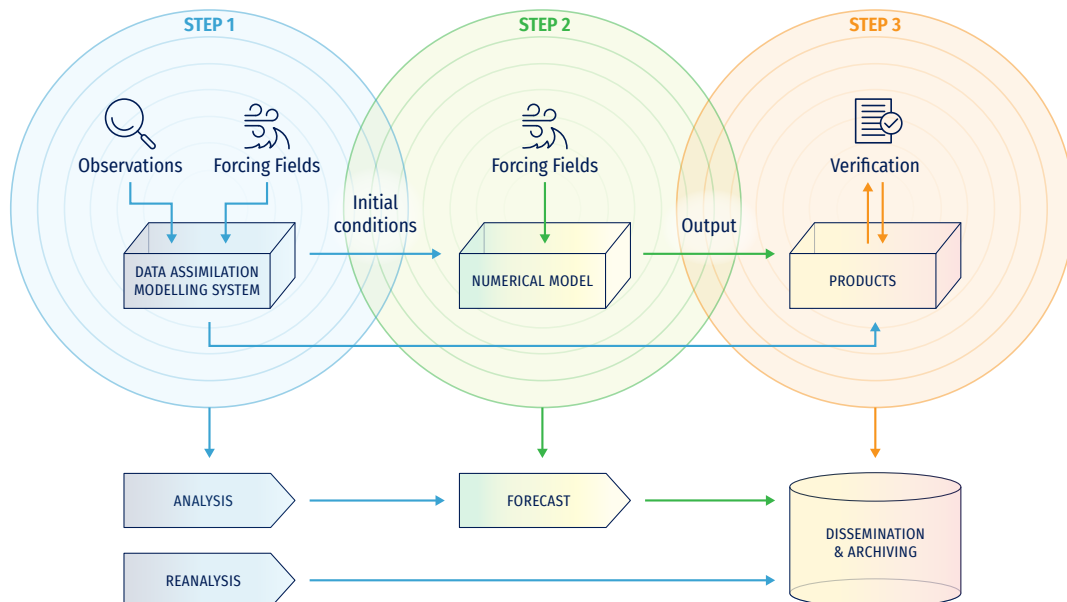 STEP 1
STEP 2
STEP 3
Observations
Forcing Fields
Forcing Fields
Verification
Initial
conditions
Output
DATA ASSIMILATION
MODELLING SYSTEM
NUMERICAL MODEL
PRODUCTS
ANALYSIS
FORECAST
DISSEMINATION
& ARCHIVING
REANALYSIS